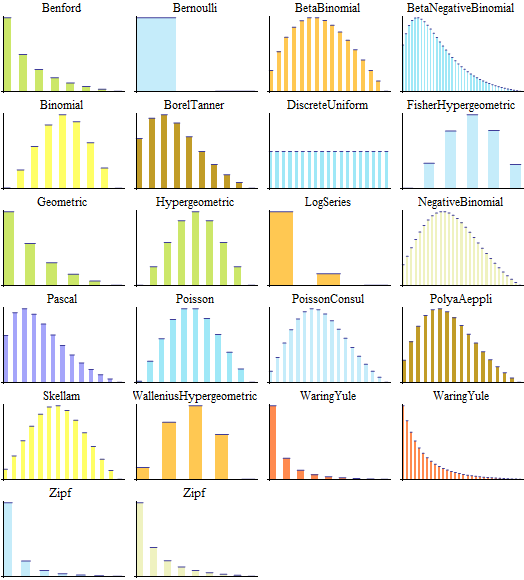 Benford
Bernoulli
BetaBinomial
BetaNegativeBinomial
Binomial
BorelTanner
DiscreteUniform
FisherHypergeometric
Geometric
Hypergeometric
LogSeries
NegativeBinomial
Pascal
Poisson
PoissonConsul
PolyaAeppli
Skellam
WalleniusHypergeometric
WaringYule
WaringYule
Zipf
Zipf